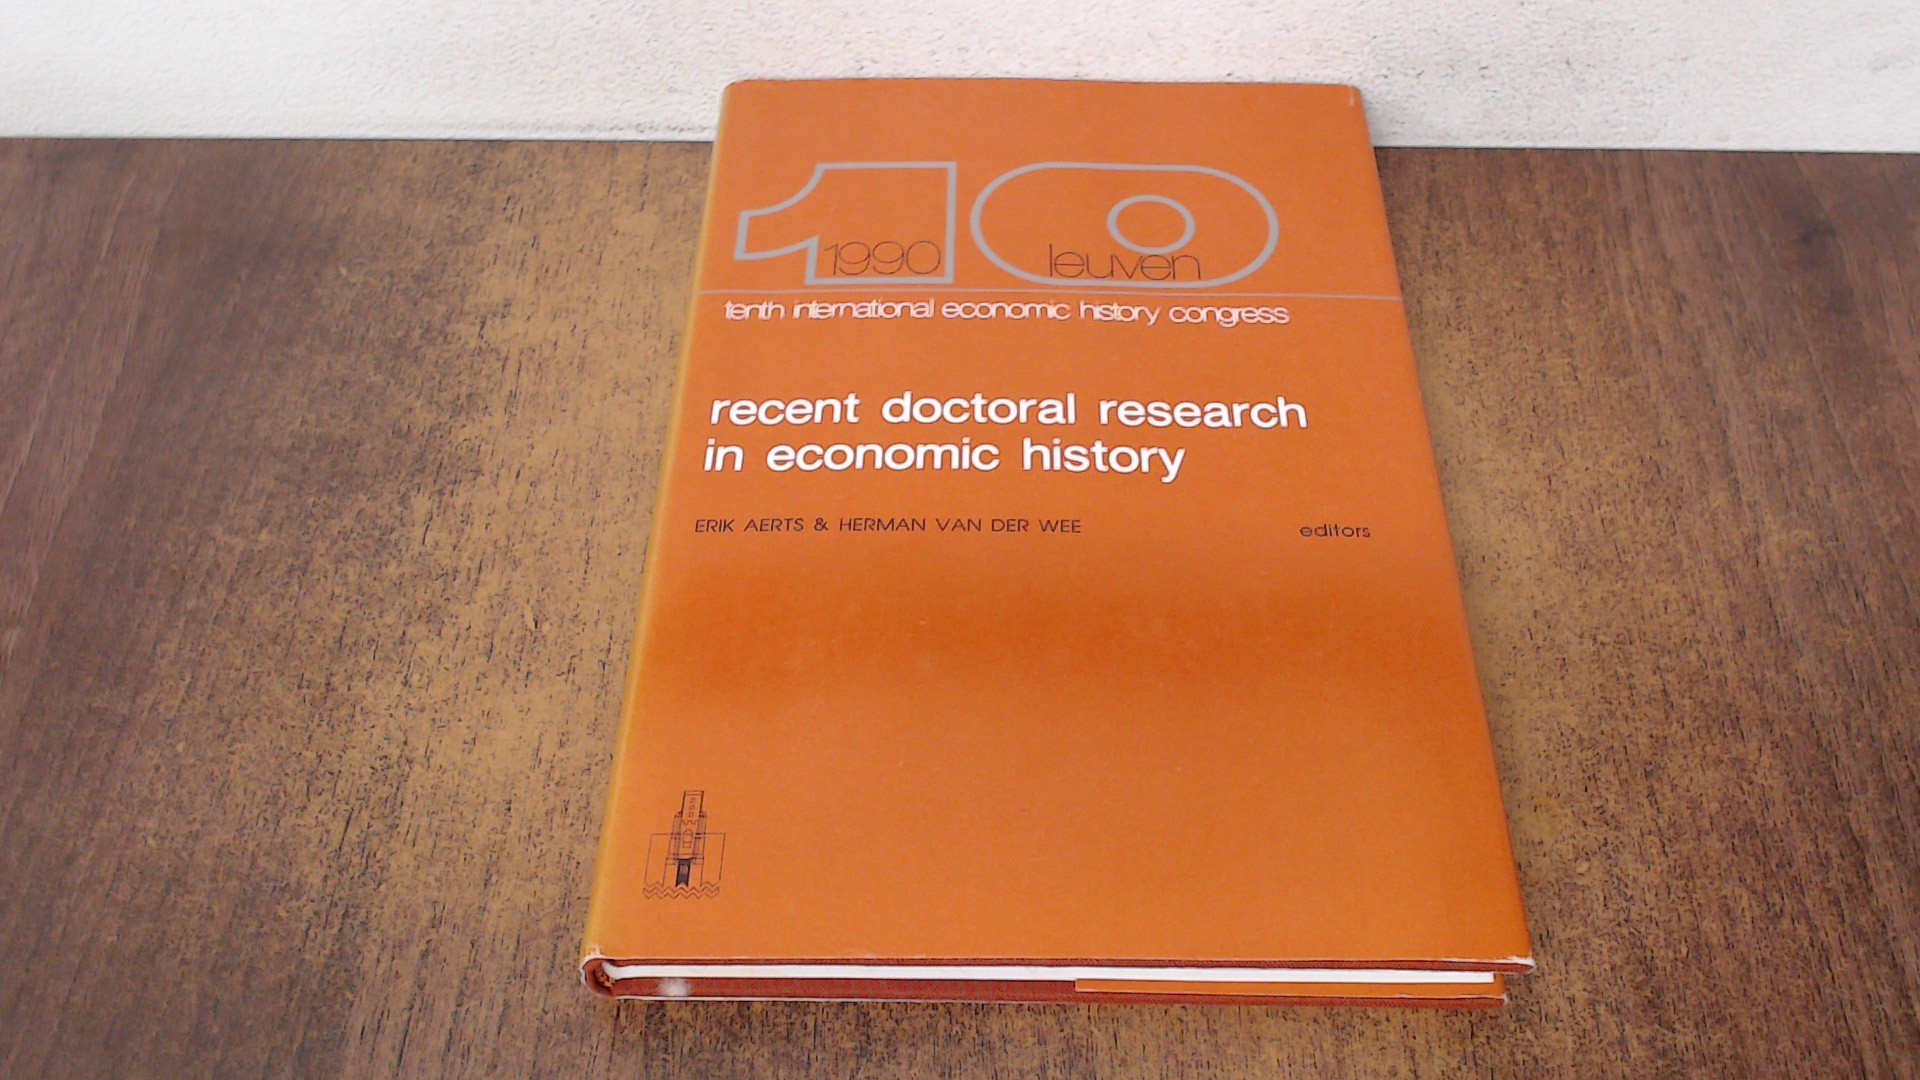 1990 leuven
tenth international economic history congress
recent doctoral research
in economic history
ERIK AERTS & HERMAN VAN DER WEE editors